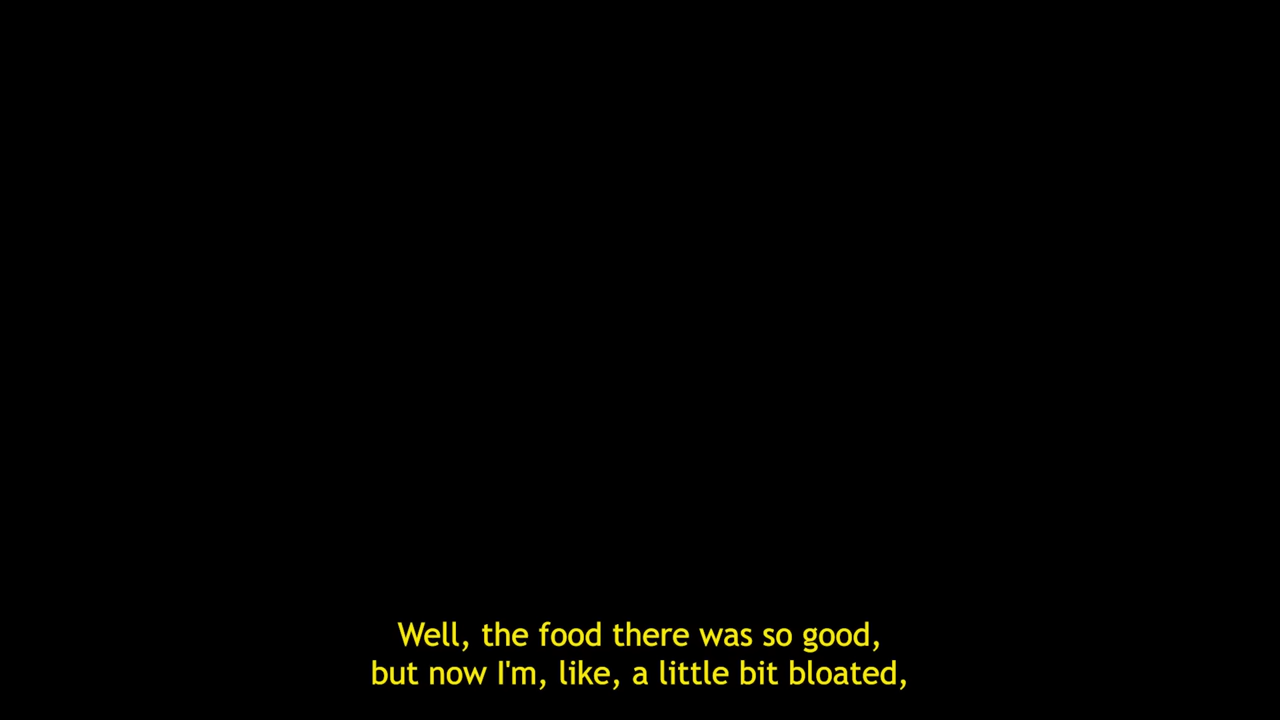 Well, the food there was so good,
but now I'm, like, a little bit bloated,